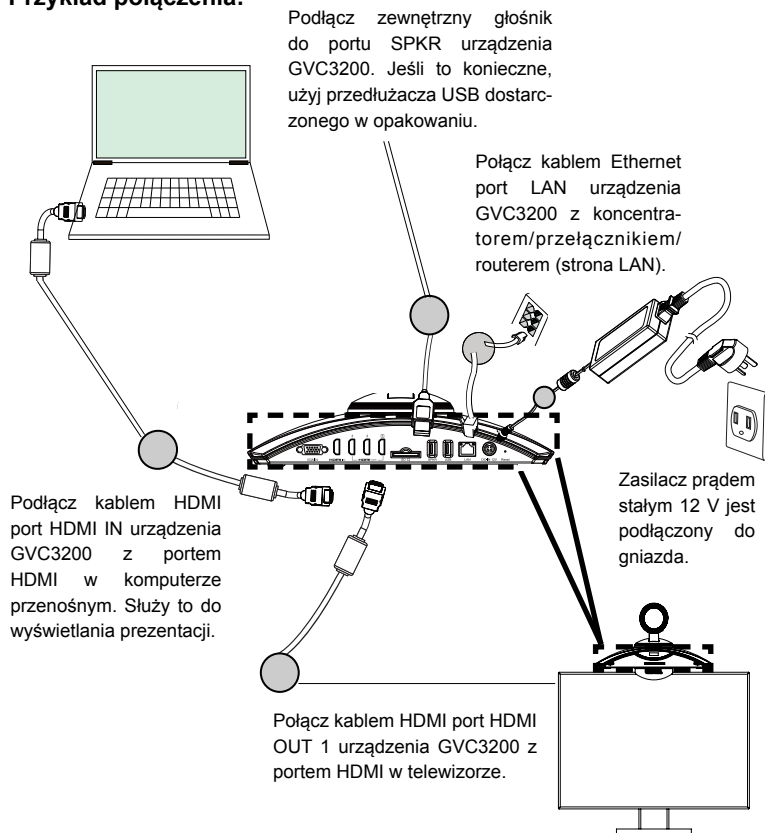 Przykład połączenia:
Podłącz zewnętrzny głośnik
do portu SPKR urządzenia
GVC3200. Jeśli to konieczne,
użyj przedłużacza USB dostarc-
zonego w opakowaniu.
Połącz kablem Ethernet
port LAN urządzenia
GVC3200 z koncentra-
torem/przełącznikiem/
routerem (strona LAN).
Zasilacz prądem
stałym 12 V jest
podłączony do
gniazda.
Podłącz kablem HDMI
port HDMI IN urządzenia
GVC3200 z portem
HDMI w komputerze
przenośnym. Służy to do
wyświetlania prezentacji.
Połącz kablem HDMI port HDMI
OUT 1 urządzenia GVC3200 z
portem HDMI w telewizorze.